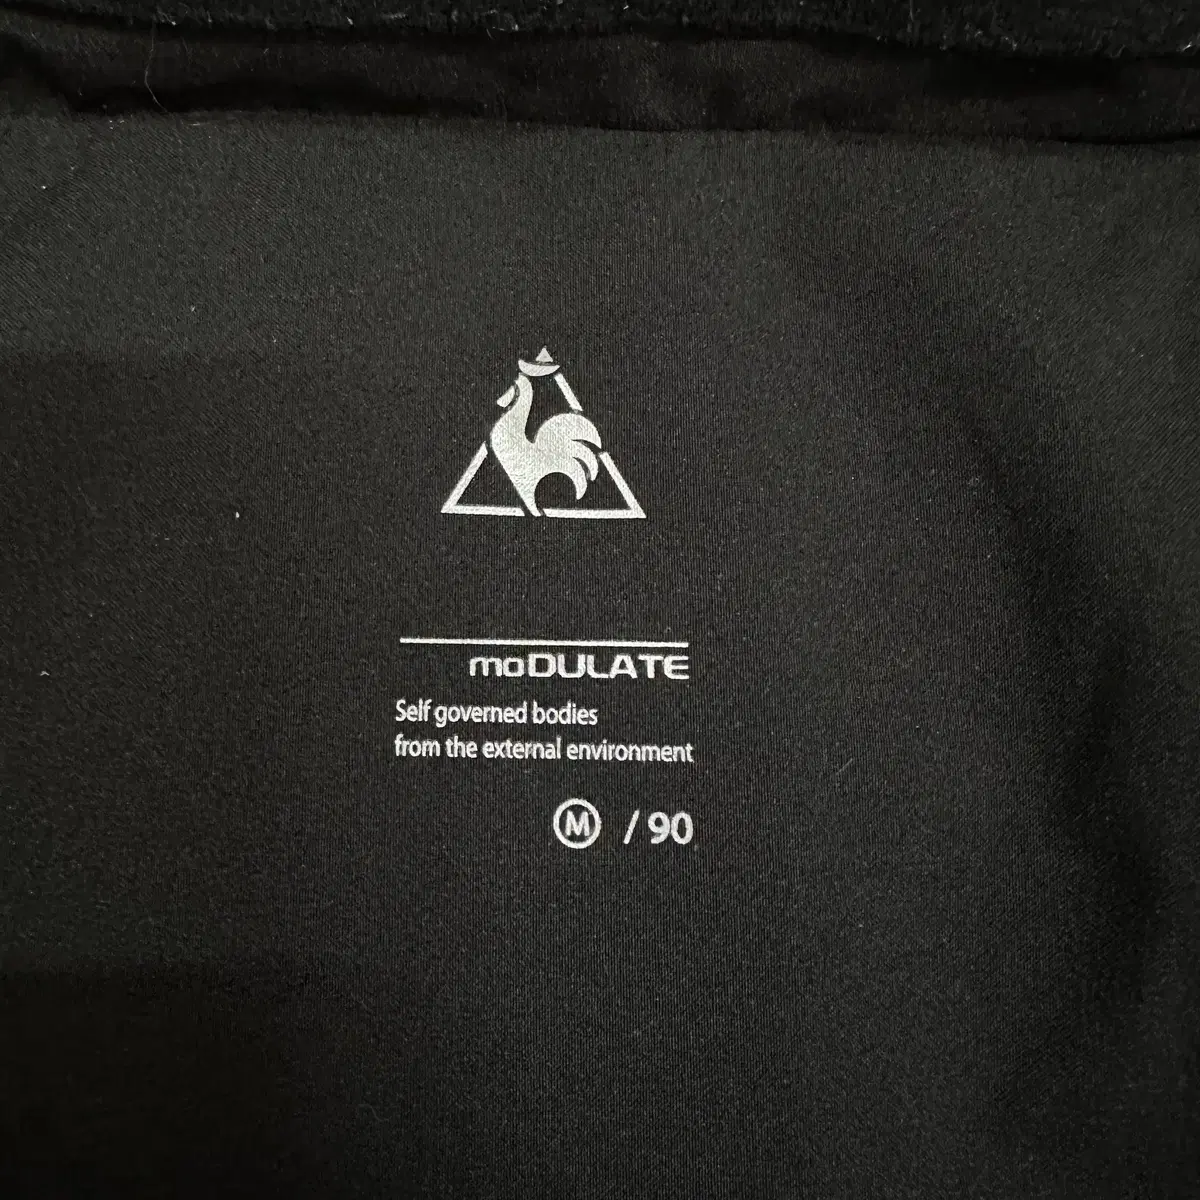 moDULATE
Self governed bodies
from the external environment
M / 90